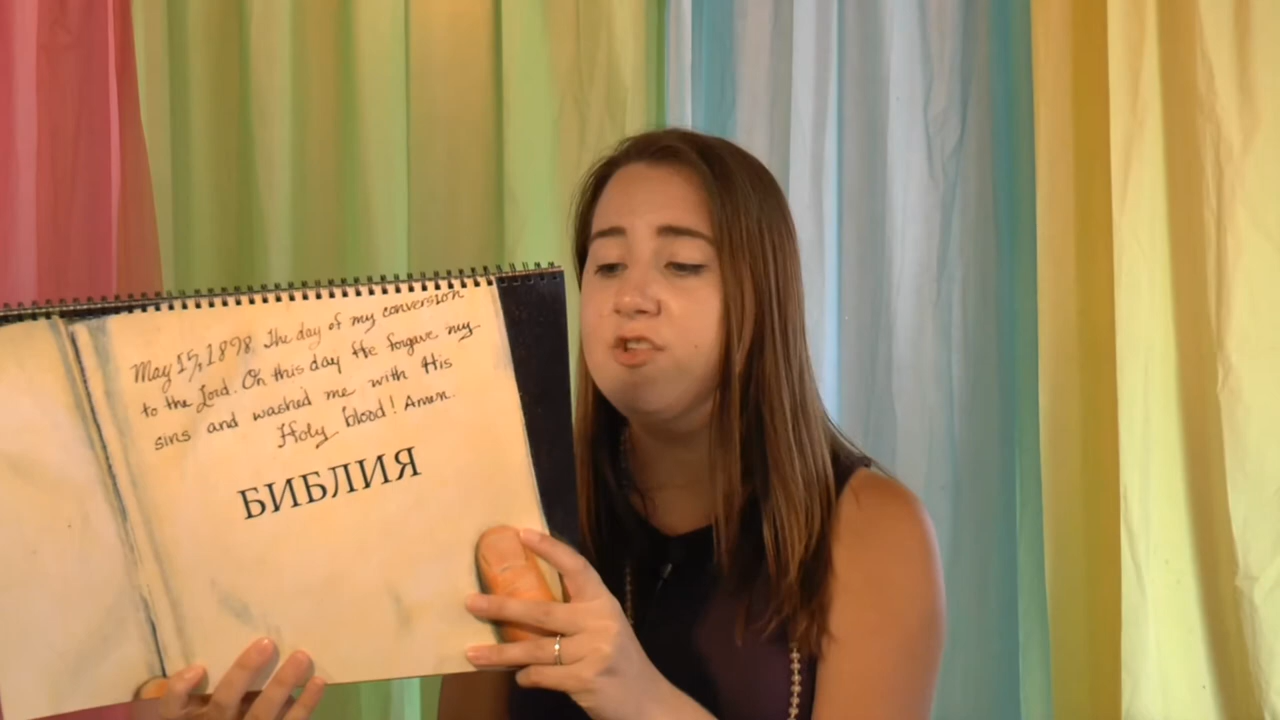 May 15, 1898 The day of my conversion
to the Lord. On this day He forgave my
sins and washed me with His
Holy blood! Amen.
БИБЛИЯ